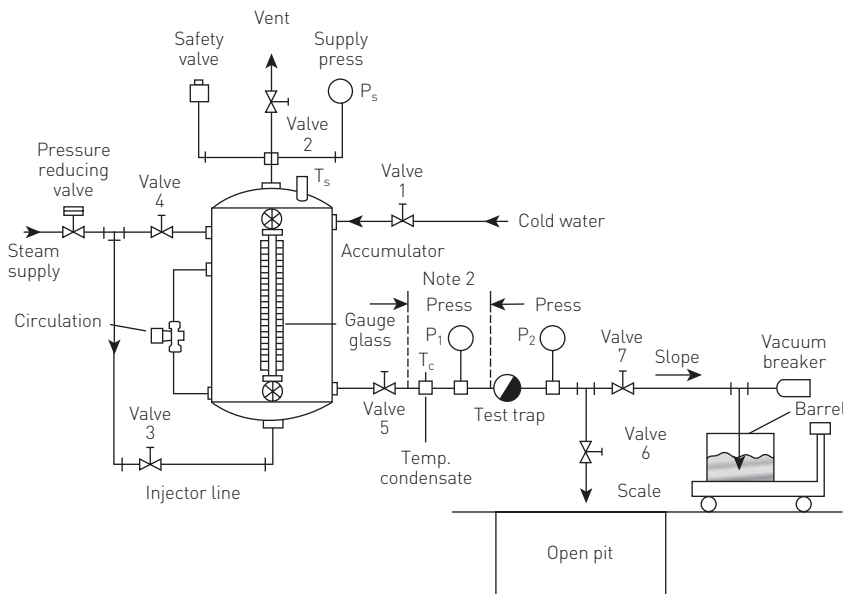 Vent
Safety
valve
Supply
press
Ps
Valve
2
Pressure
reducing
valve
Valve
4
Ts
Valve
1
Cold water
Steam
supply
Accumulator
Note 2
Press
Press
Circulation
Gauge
glass
P1
P2
Valve
7
Slope
Vacuum
breaker
Tc
Valve
5
Test trap
Barrel
Valve
3
Valve
6
Temp.
condensate
Injector line
Scale
Open pit